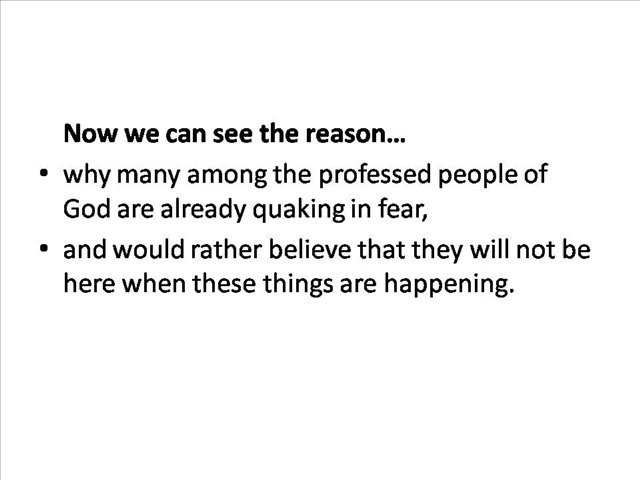 Now we can see the reason...
• why many among the professed people of
God are already quaking in fear,
• and would rather believe that they will not be
here when these things are happening.